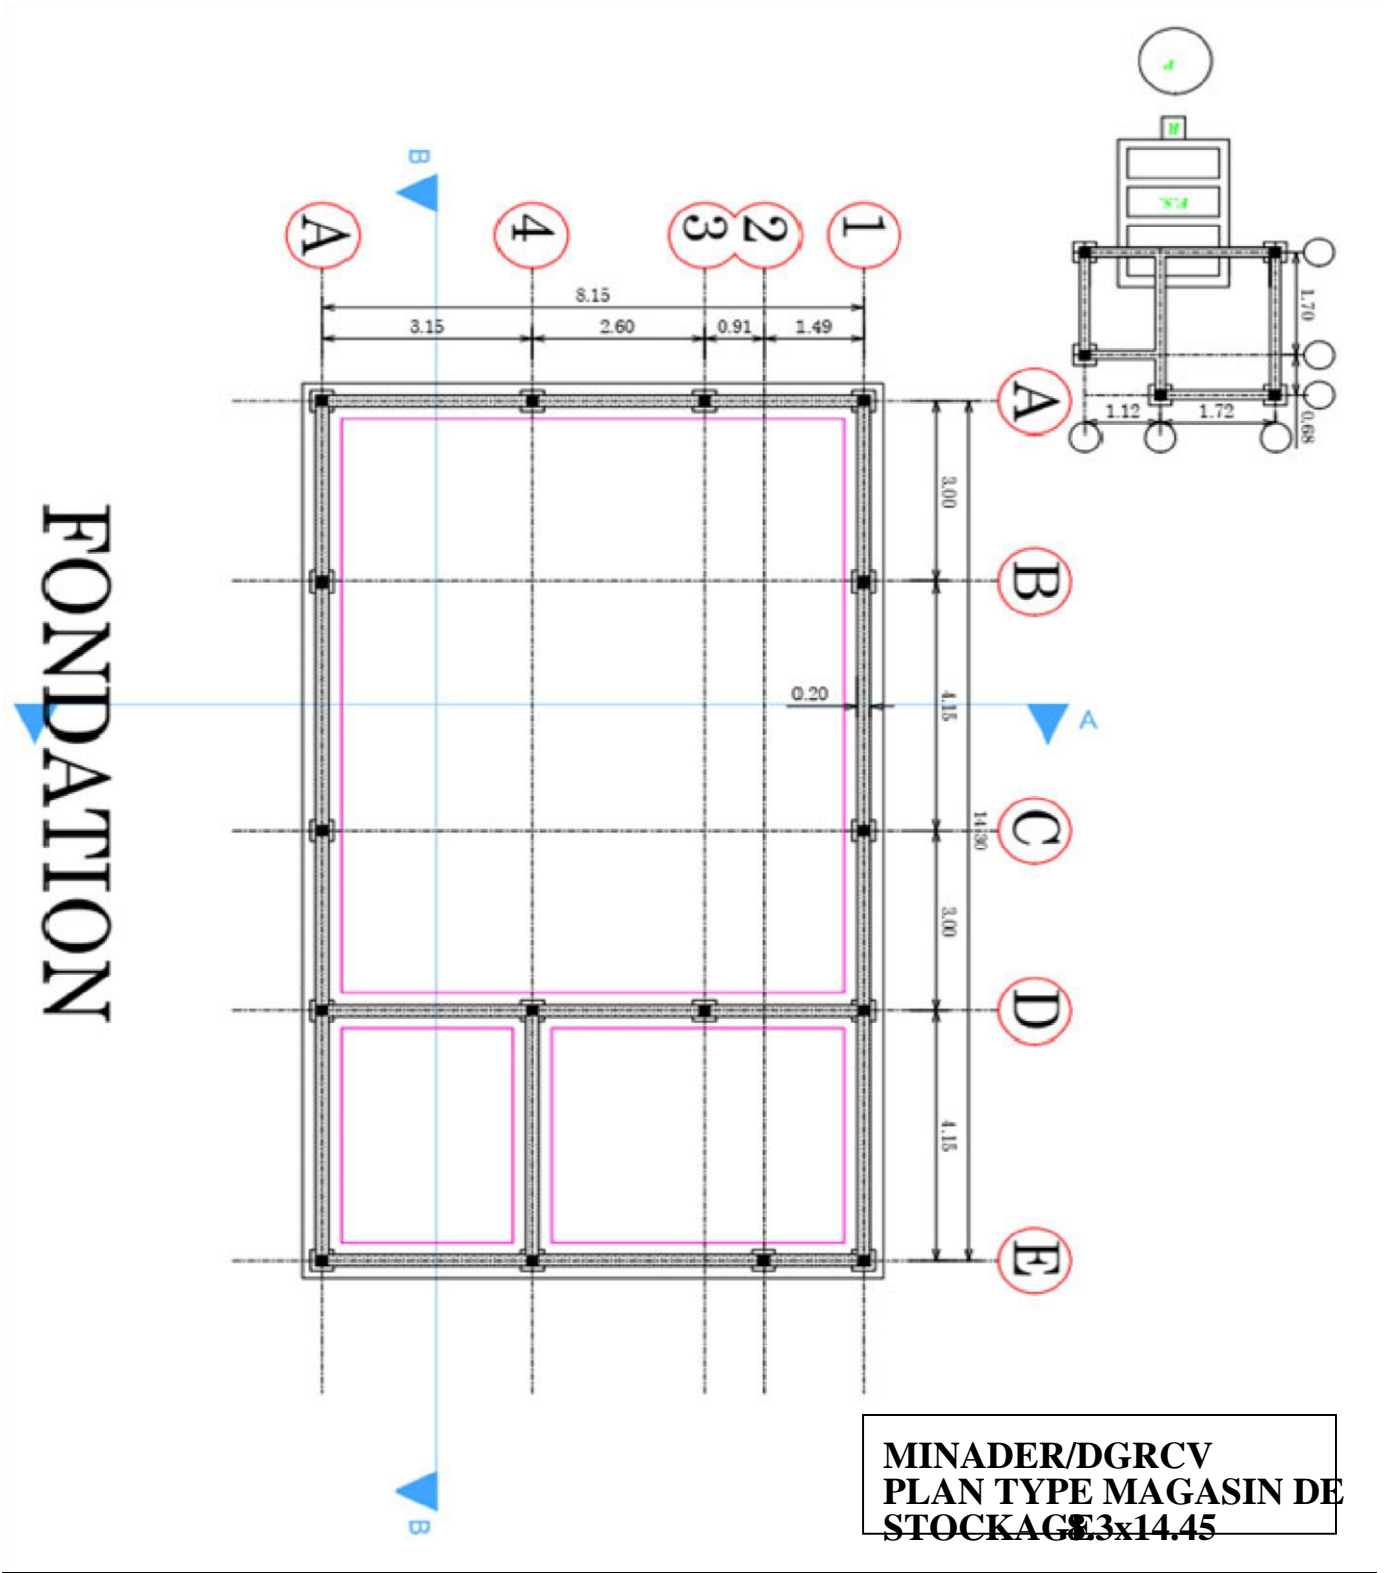 P
R
F.S.
1.70
0.68
1.12
1.72
B
A
4
3
2
1
8.15
3.15
2.60
0.91
1.49
A
3.00
B
0.20
4.15
A
14.30
C
3.00
D
4.15
E
B
FONDATION
MINADER/DGRCV
PLAN TYPE MAGASIN DE
STOCKAGE 8.3x14.45